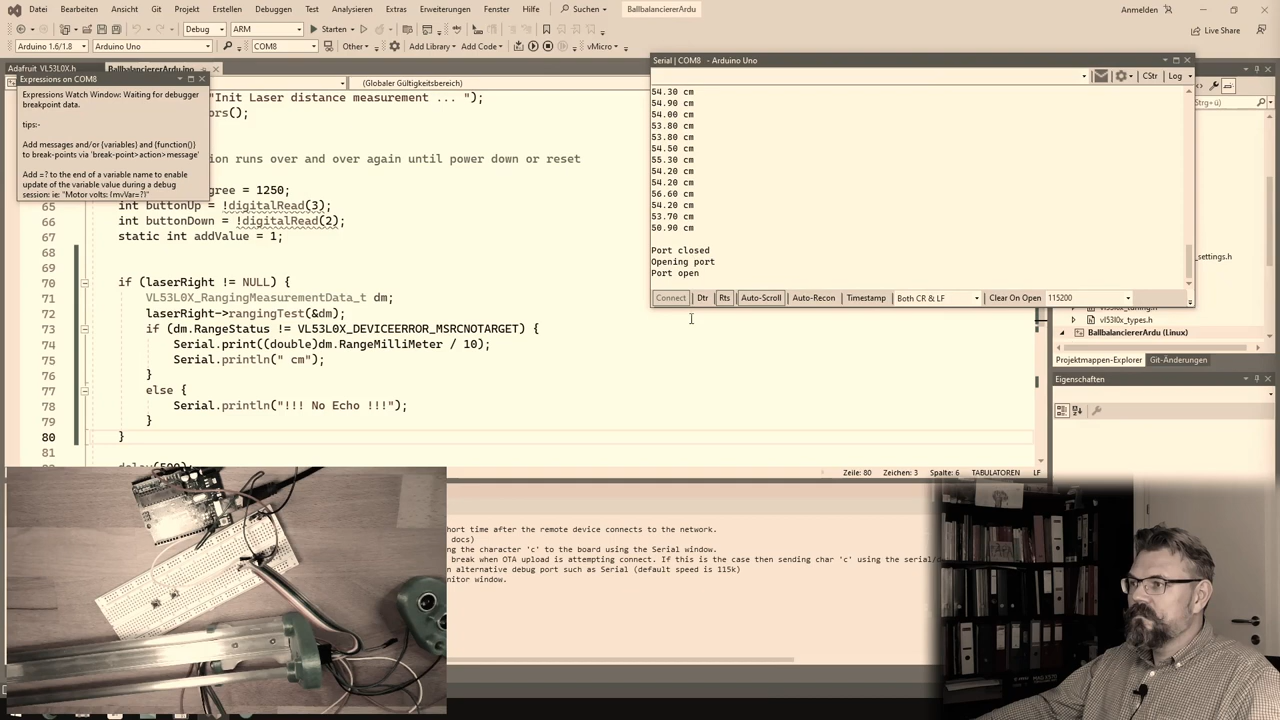 Datei Bearbeiten Ansicht Git Projekt Erstellen Debuggen Test Analysieren Extras Erweiterungen Fenster Hilfe Suchen BallbalanciererArdu Anmelden
Debug ARM Starten Live Share
Arduino 1.6/1.8 Arduino Uno COM8 Other Add Library Add Code vMicro
Adafruit_VL53L0X.h BallbalanciererArdu.ino
(Globaler Gültigkeitsbereich)
Expressions on COM8
Expressions Watch Window: Waiting for debugger
breakpoint data.
tips:-
Add messages and/or {variables} and {function()}
to break-points via 'break-point>action>message'
Add =? to the end of a variable name to enable
update of the variable value during a debug
session: ie: "Motor volts: {myVar=?}"
"Init Laser distance measurement ... ");
ors();
ion runs over and over again until power down or reset
gree = 1250;
65 int buttonUp = !digitalRead(3);
66 int buttonDown = !digitalRead(2);
67 static int addValue = 1;
68
69
70 if (laserRight != NULL) {
71 VL53L0X_RangingMeasurementData_t dm;
72 laserRight->rangingTest(&dm);
73 if (dm.RangeStatus != VL53L0X_DEVICEERROR_MSRCNOTARGET) {
74 Serial.print((double)dm.RangeMilliMeter / 10);
75 Serial.println(" cm");
76 }
77 else {
78 Serial.println("!!! No Echo !!!");
79 }
80 }
81
delay(500);
Serial | COM8 - Arduino Uno
CStr Log
54.30 cm
54.90 cm
54.00 cm
53.80 cm
53.80 cm
54.50 cm
55.30 cm
54.20 cm
54.20 cm
56.60 cm
54.20 cm
53.70 cm
50.90 cm
Port closed
Opening port
Port open
Connect Dtr Rts Auto-Scroll Auto-Recon Timestamp Both CR & LF Clear On Open 115200
Strg+ü)
_settings.h
vl53l0x_tuning.h
vl53l0x_types.h
BallbalanciererArdu (Linux)
Projektmappen-Explorer Git-Änderungen
Eigenschaften
Zeile: 80 Zeichen: 3 Spalte: 6 TABULATOREN LF
hort time after the remote device connects to the network.
docs)
ng the character 'c' to the board using the Serial window.
break when OTA upload is attempting connect. If this is the case then sending char 'c' using the serial/
n alternative debug port such as Serial (default speed is 115k)
nitor window.